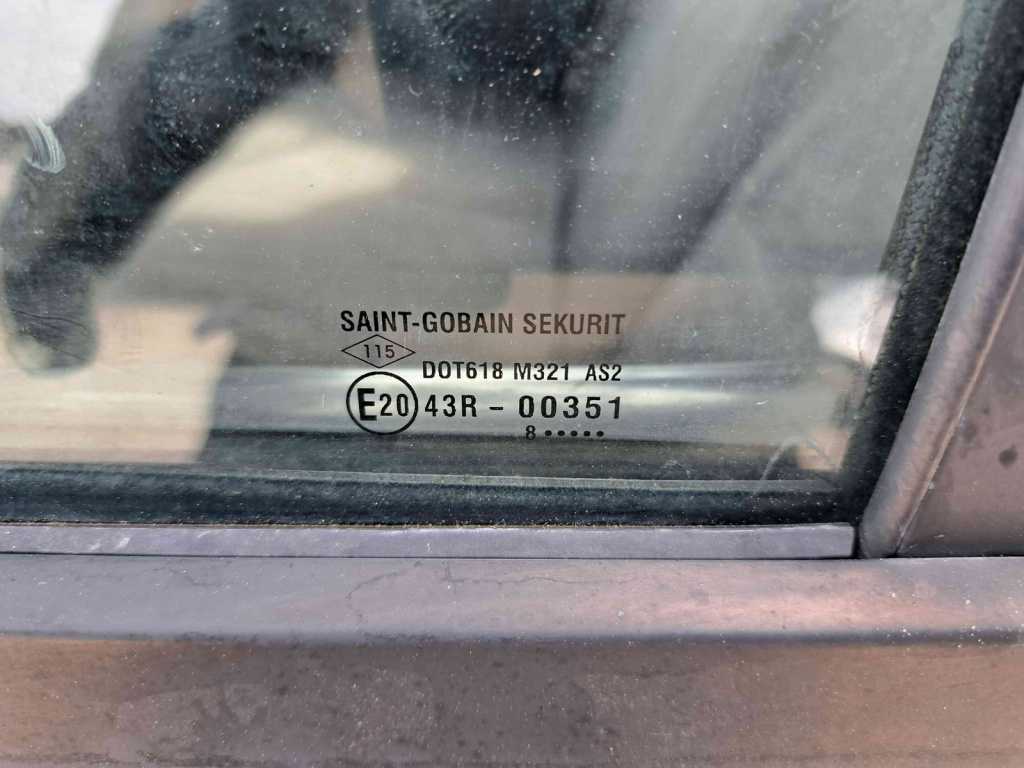 SAINT-GOBAIN SEKURIT
115
DOT618 M321 AS2
E20 43R - 00351
8 •••••